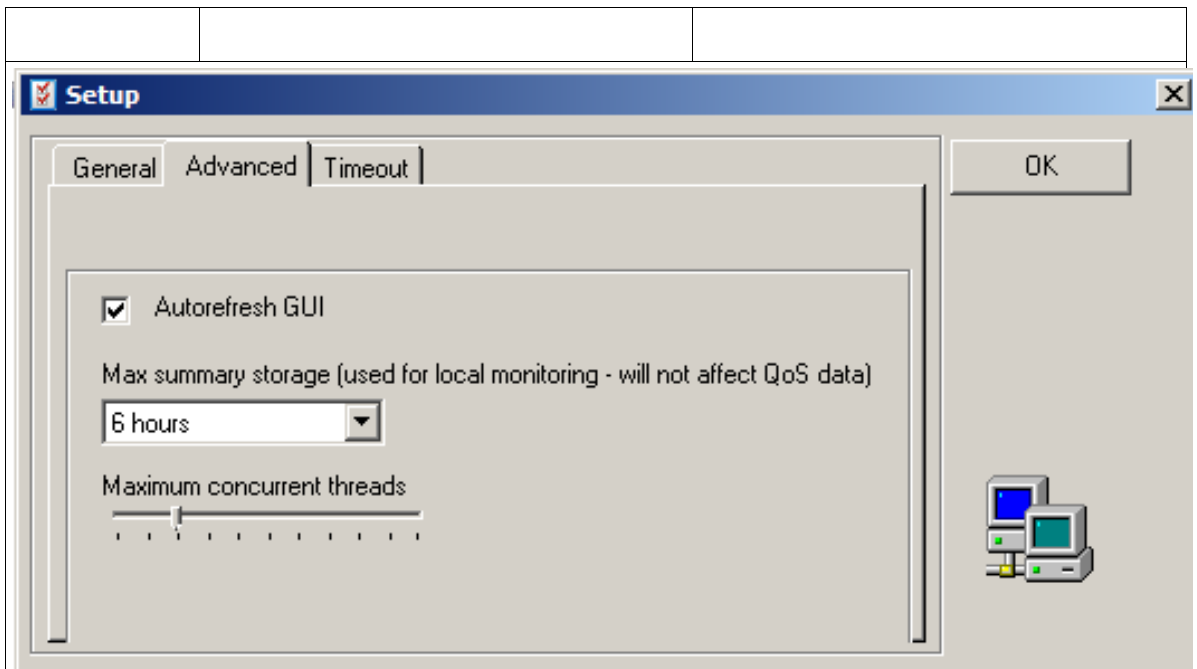 Setup
General Advanced Timeout
OK
Autorefresh GUI
Max summary storage (used for local monitoring - will not affect QoS data)
6 hours
Maximum concurrent threads